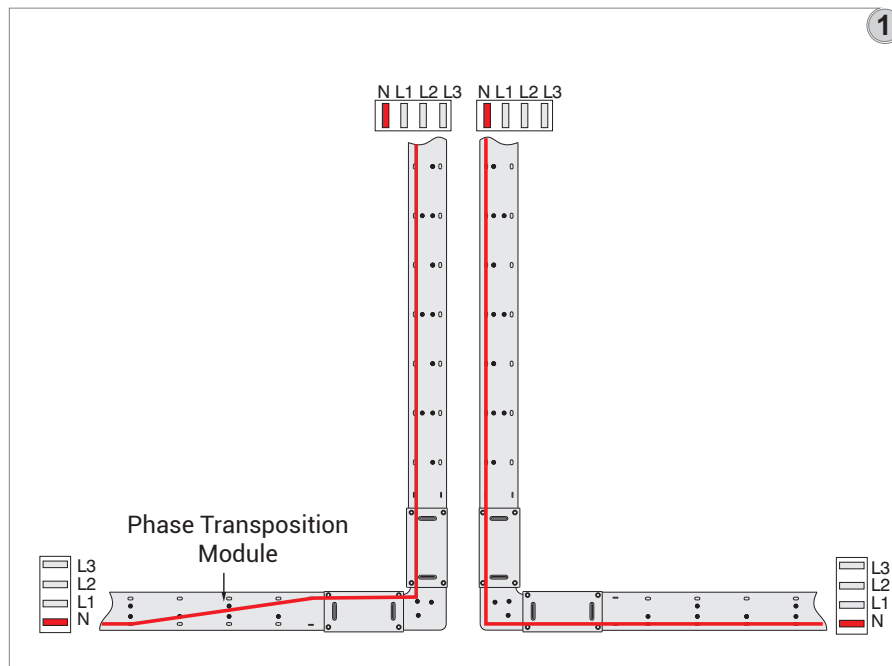 1
N L1 L2 L3
N L1 L2 L3
Phase Transposition
Module
L3
L2
L1
N
L3
L2
L1
N